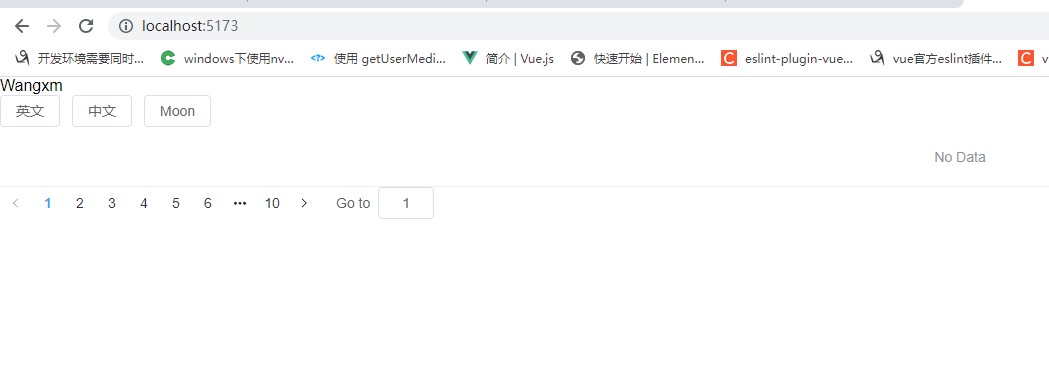 localhost:5173
开发环境需要同时... windows下使用nv... 使用 getUserMedi... 简介 | Vue.js 快速开始 | Elemen... eslint-plugin-vue... vue官方eslint插件... v
Wangxm
英文 中文 Moon
No Data
1 2 3 4 5 6 ••• 10 Go to 1